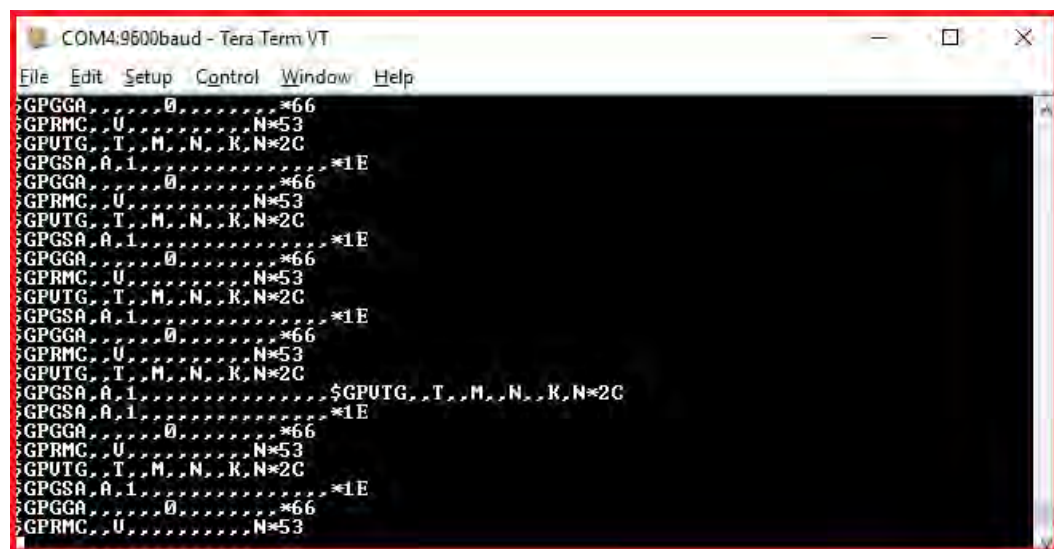 COM4:9600baud - Tera Term VT
File Edit Setup Control Window Help
$GPGGA,,,,,,0,,,,,,,,*66
$GPRMC,,V,,,,,,,,,,N*53
$GPVTG,,T,,M,,N,,K,N*2C
$GPGSA,A,1,,,,,,,,,,,,,,,*1E
$GPGGA,,,,,,0,,,,,,,,*66
$GPRMC,,V,,,,,,,,,,N*53
$GPVTG,,T,,M,,N,,K,N*2C
$GPGSA,A,1,,,,,,,,,,,,,,,*1E
$GPGGA,,,,,,0,,,,,,,,*66
$GPRMC,,V,,,,,,,,,,N*53
$GPVTG,,T,,M,,N,,K,N*2C
$GPGSA,A,1,,,,,,,,,,,,,,,*1E
$GPGGA,,,,,,0,,,,,,,,*66
$GPRMC,,V,,,,,,,,,,N*53
$GPVTG,,T,,M,,N,,K,N*2C
$GPGSA,A,1,,,,,,,,,,,,,,,$GPVTG,,T,,M,,N,,K,N*2C
$GPGSA,A,1,,,,,,,,,,,,,,,*1E
$GPGGA,,,,,,0,,,,,,,,*66
$GPRMC,,V,,,,,,,,,,N*53
$GPVTG,,T,,M,,N,,K,N*2C
$GPGSA,A,1,,,,,,,,,,,,,,,*1E
$GPGGA,,,,,,0,,,,,,,,*66
$GPRMC,,V,,,,,,,,,,N*53